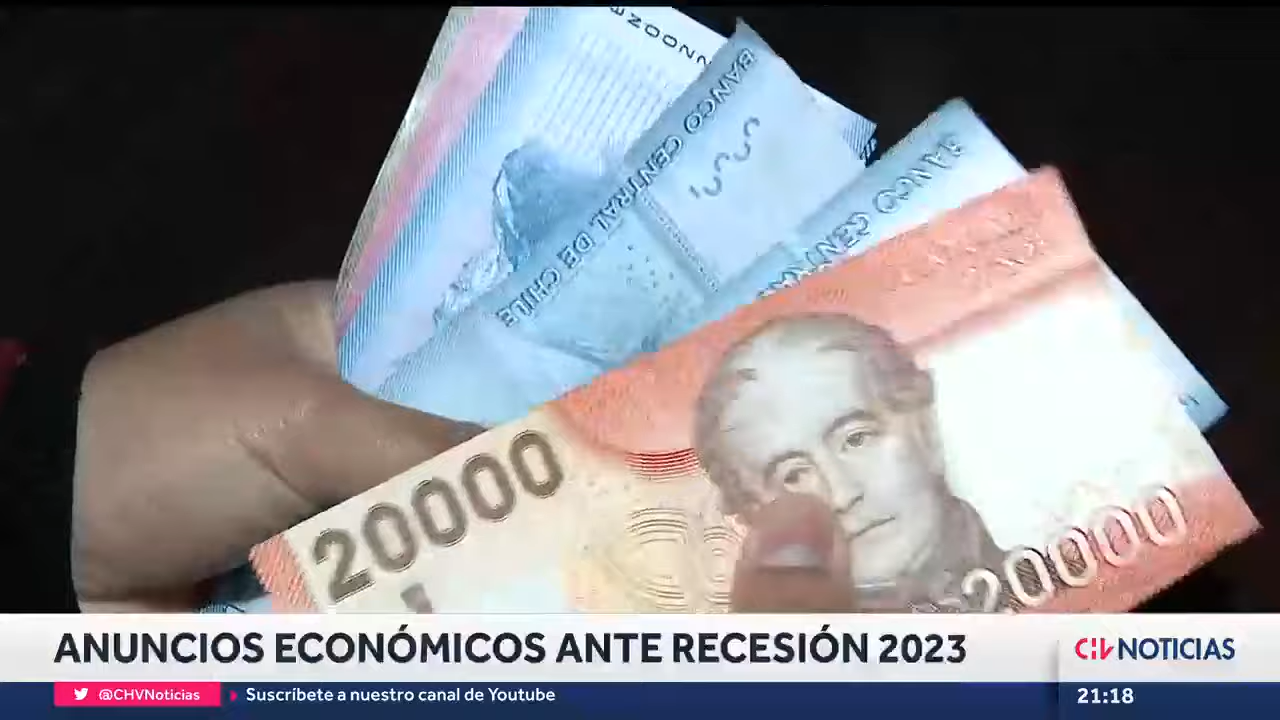 BANCO CENTRAL DE CHILE
BANCO CENTRAL
20000
20000
ANUNCIOS ECONÓMICOS ANTE RECESIÓN 2023
CHV NOTICIAS
@CHVNoticias
Suscríbete a nuestro canal de Youtube
21:18